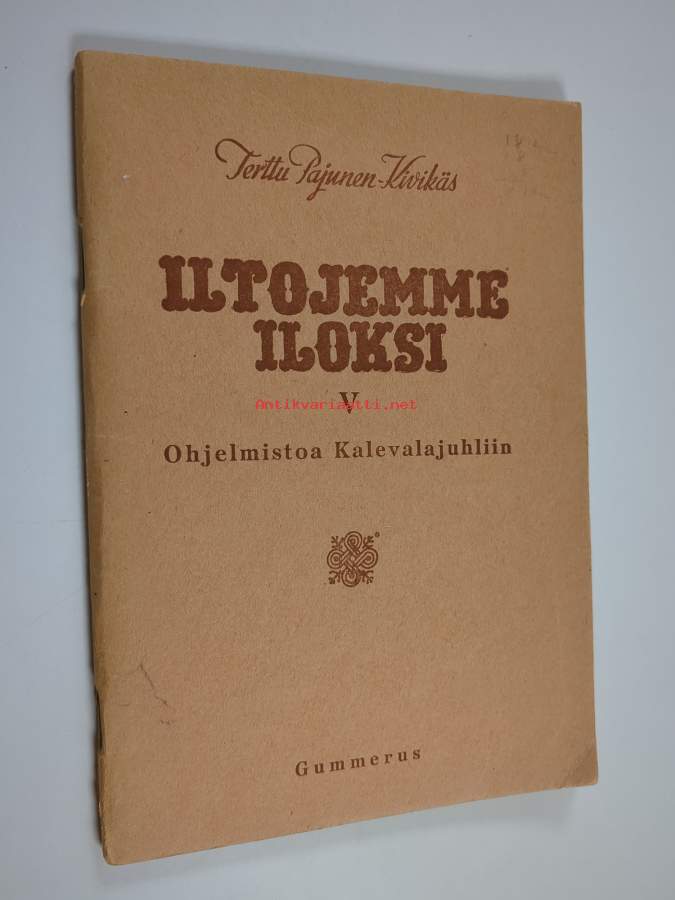 Terttu Pajunen-Kivikäs
ILTOJEMME
ILOKSI
V
Antikvariaatti.net
Ohjelmistoa Kalevalajuhliin
Gummerus